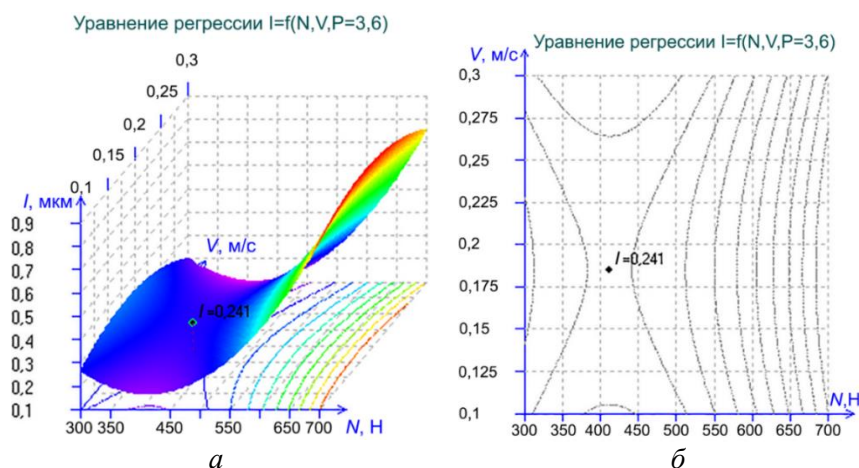 Уравнение регрессии I=f(N,V,P=3,6)
0,3
0,25
0,2
0,15
0,1
I, мкм
0,9
0,8
0,7
0,6
0,5
0,4
0,3
0,2
0,1
V, м/с
I=0,241
300 350 450 550 650 700 N, Н
а
Уравнение регрессии I=f(N,V,P=3,6)
V, м/с
0,3
0,275
0,25
0,225
0,2
0,175
0,15
0,125
0,1
I=0,241
N,Н
300 350 400 450 500 550 600 650 700
б